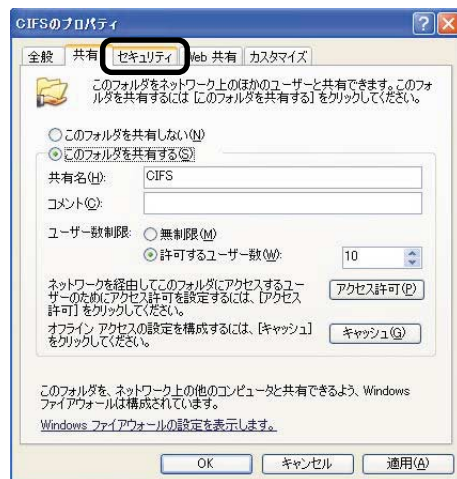 CIFSのプロパティ
全般 共有 セキュリティ Web 共有 カスタマイズ
このフォルダをネットワーク上のほかのユーザーと共有できます。このフォ
ルダを共有するには [このフォルダを共有する] をクリックしてください。
このフォルダを共有しない(N)
このフォルダを共有する(S)
共有名(H): CIFS
コメント(C):
ユーザー数制限: 無制限(M)
許可するユーザー数(W): 10
ネットワークを経由してこのフォルダにアクセスするユー
ザーのためにアクセス許可を設定するには、[アクセス
許可] をクリックしてください。
アクセス許可(P)
オフライン アクセスの設定を構成するには、[キャッシュ]
をクリックしてください。
キャッシュ(G)
このフォルダを、ネットワーク上の他のコンピュータと共有できるよう、Windows
ファイアウォールは構成されています。
Windows ファイアウォールの設定を表示します。
OK キャンセル 適用(A)